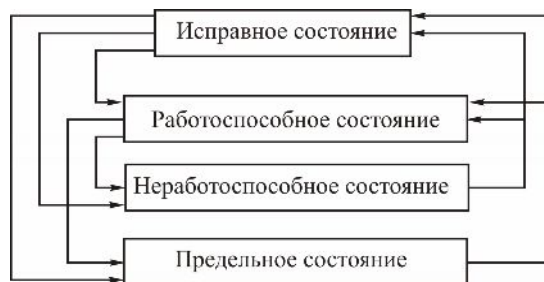 Исправное состояние
Работоспособное состояние
Неработоспособное состояние
Предельное состояние